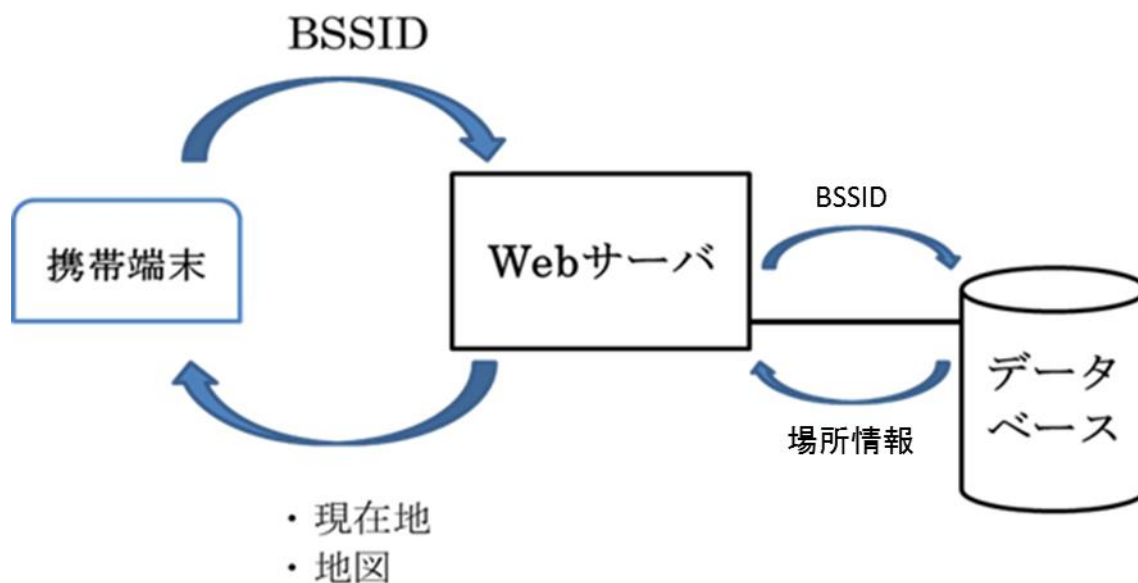 BSSID
携帯端末
Webサーバ
BSSID
データ
ベース
場所情報
・現在地
・地図